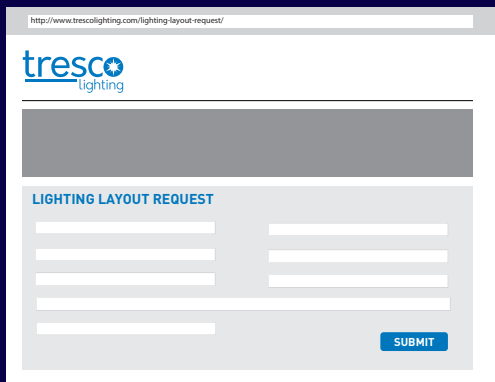 http://www.trescolighting.com/lighting-layout-request/
tresco
lighting
LIGHTING LAYOUT REQUEST
SUBMIT